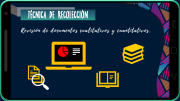 TÉCNICA DE RECOLECCIÓN
Revisión de documentos cualitativos y cuantitativos.